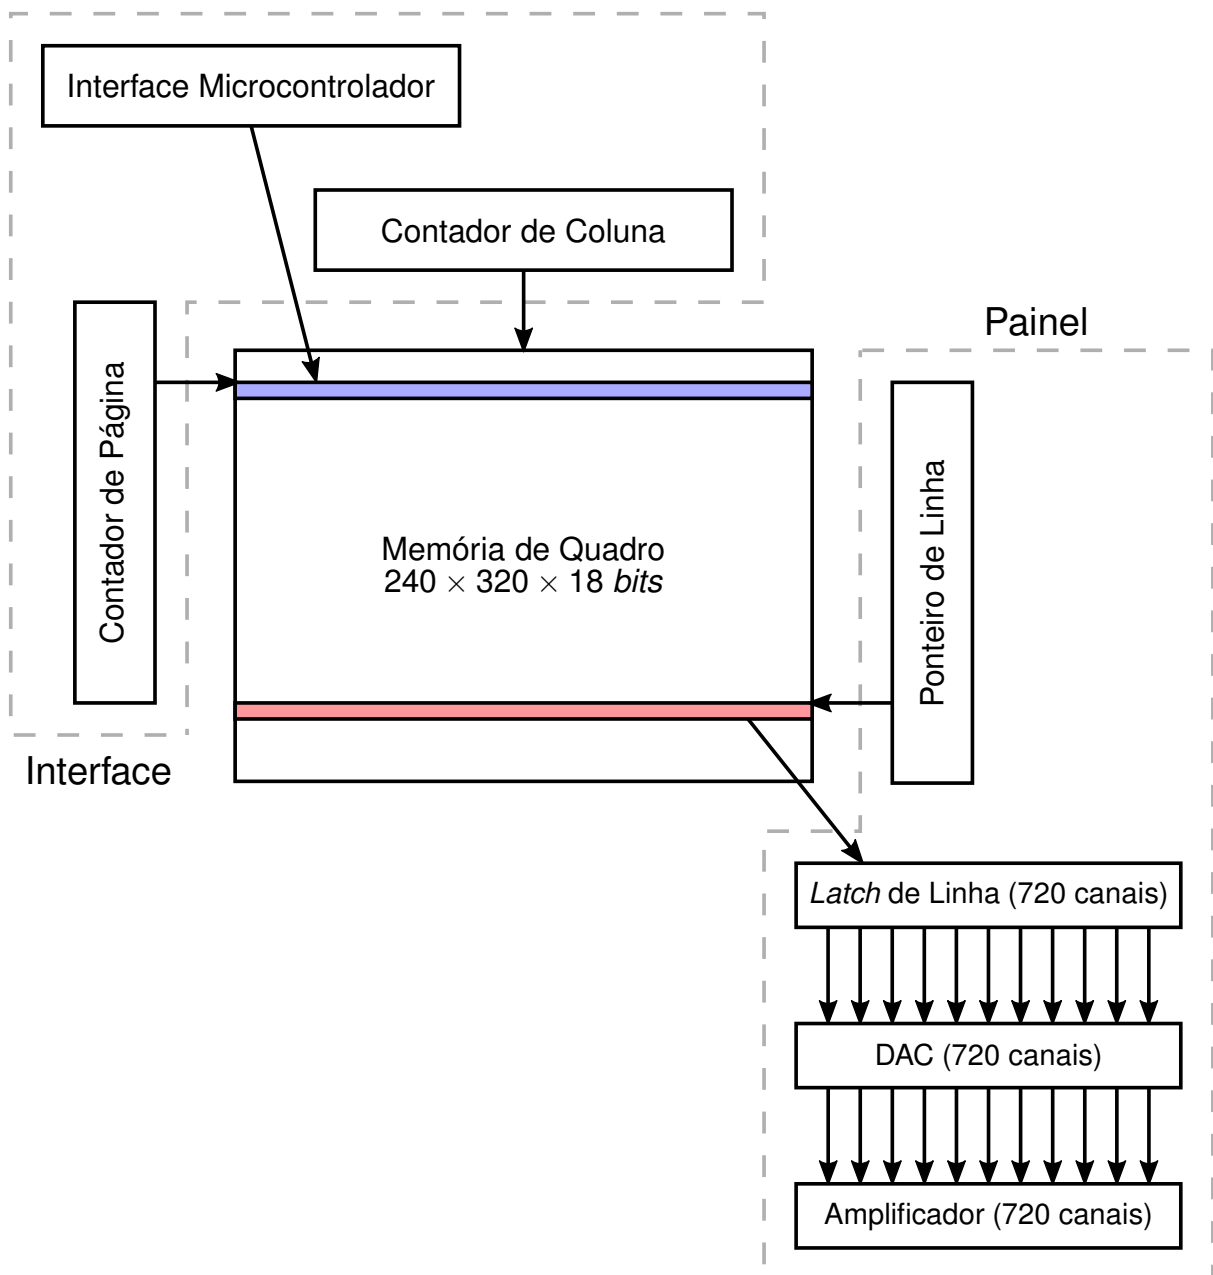 Interface Microcontrolador
Contador de Coluna
Painel
Contador de Página
Memória de Quadro
240 × 320 × 18 bits
Ponteiro de Linha
Interface
Latch de Linha (720 canais)
DAC (720 canais)
Amplificador (720 canais)